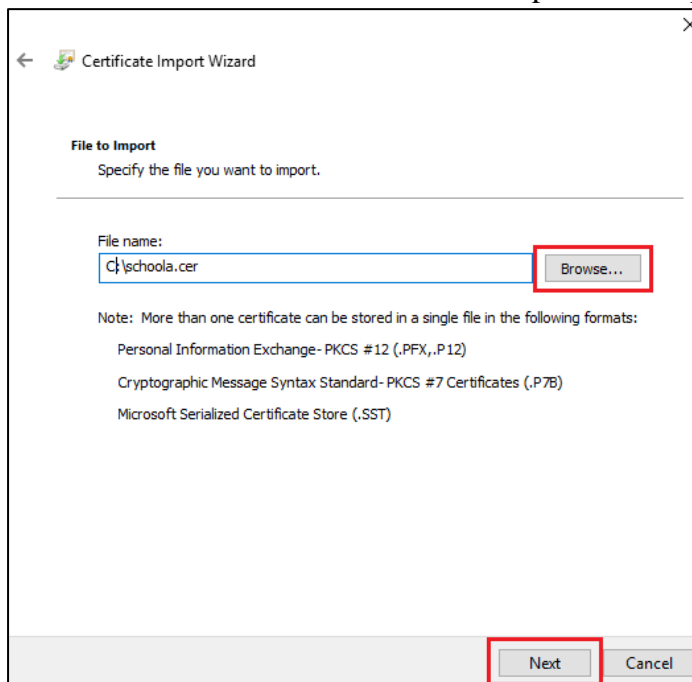 Certificate Import Wizard
File to Import
Specify the file you want to import.
File name:
C:\schoola.cer
Browse...
Note: More than one certificate can be stored in a single file in the following formats:
Personal Information Exchange- PKCS #12 (.PFX,.P12)
Cryptographic Message Syntax Standard- PKCS #7 Certificates (.P7B)
Microsoft Serialized Certificate Store (.SST)
Next
Cancel